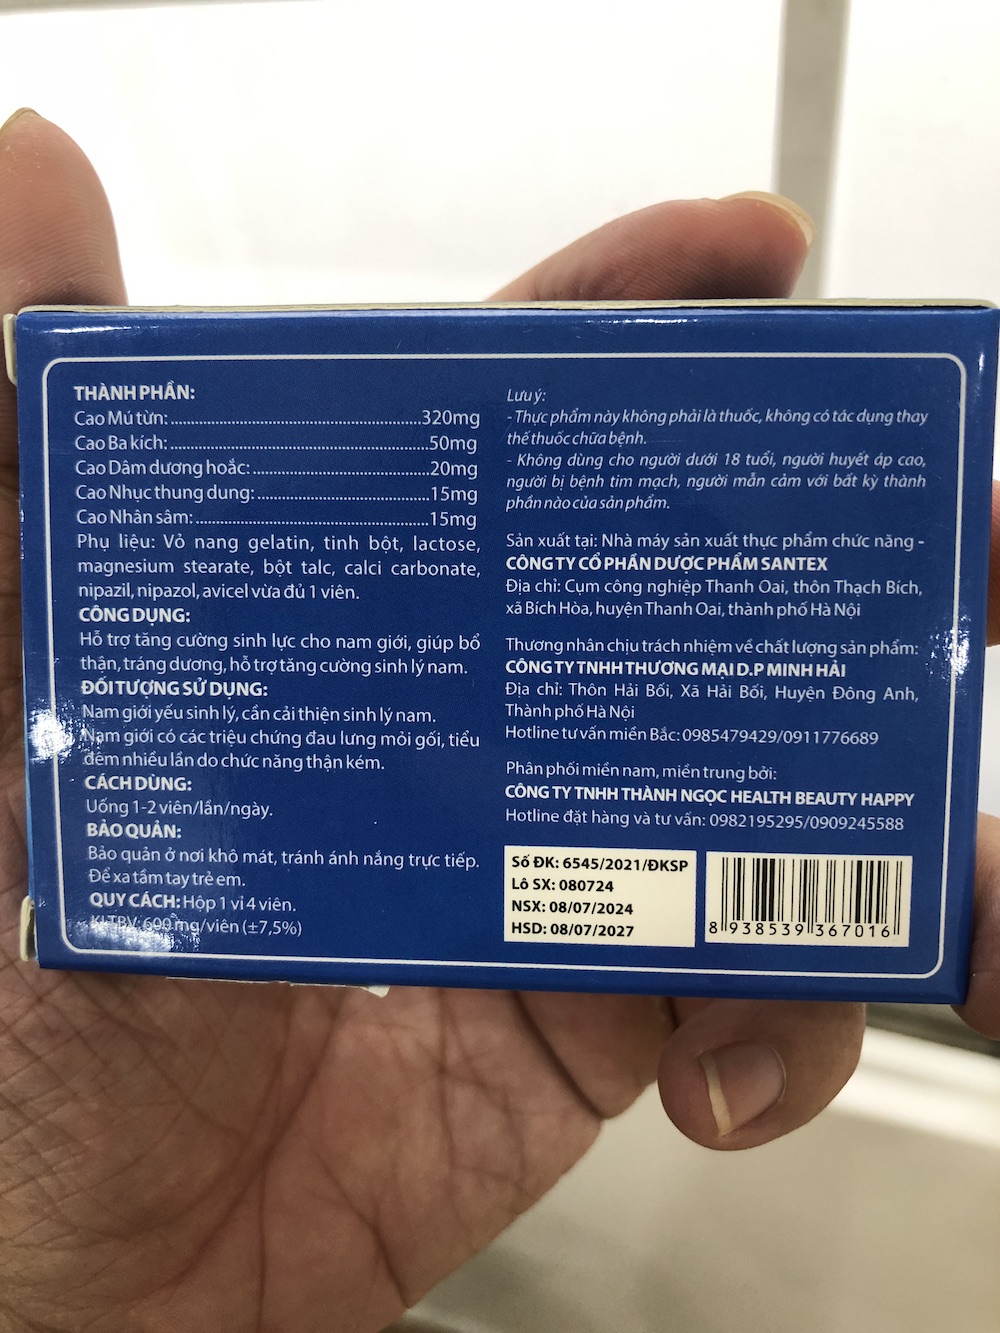 THÀNH PHẦN:
Cao Mú từn:....................320mg
Cao Ba kích:....................50mg
Cao Dâm dương hoắc:....................20mg
Cao Nhục thung dung:....................15mg
Cao Nhân sâm:....................15mg
Phụ liệu: Vỏ nang gelatin, tinh bột, lactose,
magnesium stearate, bột talc, calci carbonate,
nipazil, nipazol, avicel vừa đủ 1 viên.
CÔNG DỤNG:
Hỗ trợ tăng cường sinh lực cho nam giới, giúp bổ
thận, tráng dương, hỗ trợ tăng cường sinh lý nam.
ĐỐI TƯỢNG SỬ DỤNG:
Nam giới yếu sinh lý, cần cải thiện sinh lý nam.
Nam giới có các triệu chứng đau lưng mỏi gối, tiểu
đêm nhiều lần do chức năng thận kém.
CÁCH DÙNG:
Uống 1-2 viên/lần/ngày.
BẢO QUẢN:
Bảo quản ở nơi khô mát, tránh ánh nắng trực tiếp.
Để xa tầm tay trẻ em.
QUY CÁCH: Hộp 1 vỉ 4 viên.
KLTBV: 600 mg/viên (±7,5%)
Lưu ý:
- Thực phẩm này không phải là thuốc, không có tác dụng thay
thế thuốc chữa bệnh.
- Không dùng cho người dưới 18 tuổi, người huyết áp cao,
người bị bệnh tim mạch, người mẫn cảm với bất kỳ thành
phần nào của sản phẩm.
Sản xuất tại: Nhà máy sản xuất thực phẩm chức năng -
CÔNG TY CỔ PHẦN DƯỢC PHẨM SANTEX
Địa chỉ: Cụm công nghiệp Thanh Oai, thôn Thạch Bích,
xã Bích Hòa, huyện Thanh Oai, thành phố Hà Nội
Thương nhân chịu trách nhiệm về chất lượng sản phẩm:
CÔNG TY TNHH THƯƠNG MẠI D.P MINH HẢI
Địa chỉ: Thôn Hải Bối, Xã Hải Bối, Huyện Đông Anh,
Thành phố Hà Nội
Hotline tư vấn miền Bắc: 0985479429/0911776689
Phân phối miền nam, miền trung bởi:
CÔNG TY TNHH THÀNH NGỌC HEALTH BEAUTY HAPPY
Hotline đặt hàng và tư vấn: 0982195295/0909245588
Số ĐK: 6545/2021/ĐKSP
Lô SX: 080724
NSX: 08/07/2024
HSD: 08/07/2027
8 938539 367016